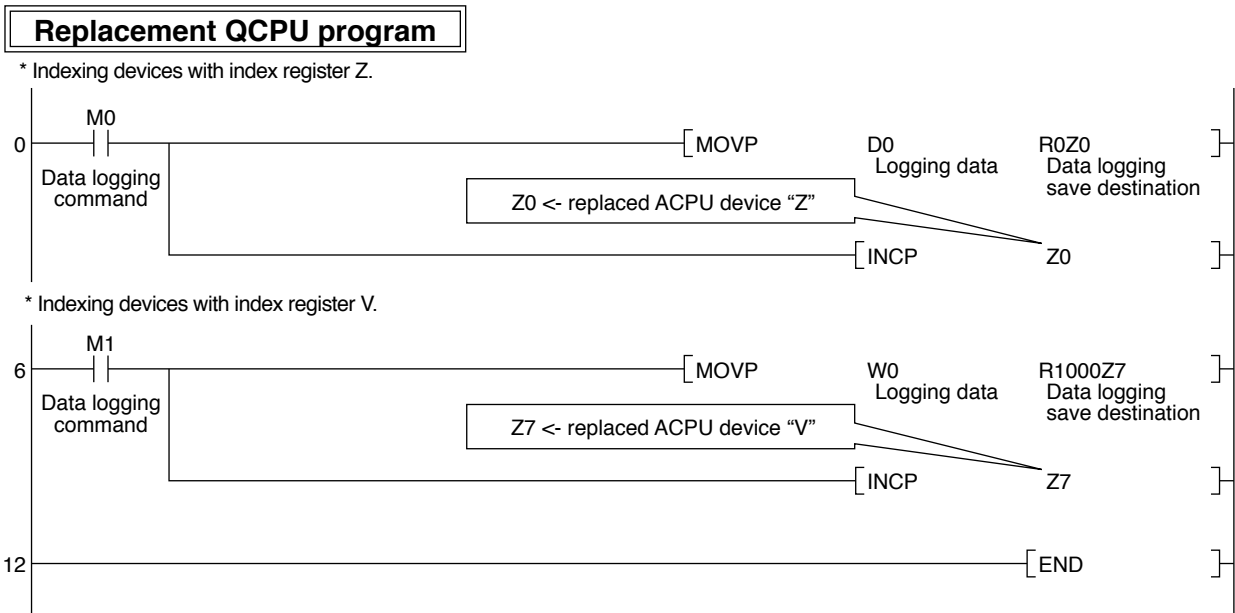 Replacement QCPU program
* Indexing devices with index register Z.
M0
0
MOVP D0 R0Z0
Data logging command
Logging data
Data logging save destination
Z0 <- replaced ACPU device “Z”
INCP Z0
* Indexing devices with index register V.
M1
6
MOVP W0 R1000Z7
Data logging command
Logging data
Data logging save destination
Z7 <- replaced ACPU device “V”
INCP Z7
12
END